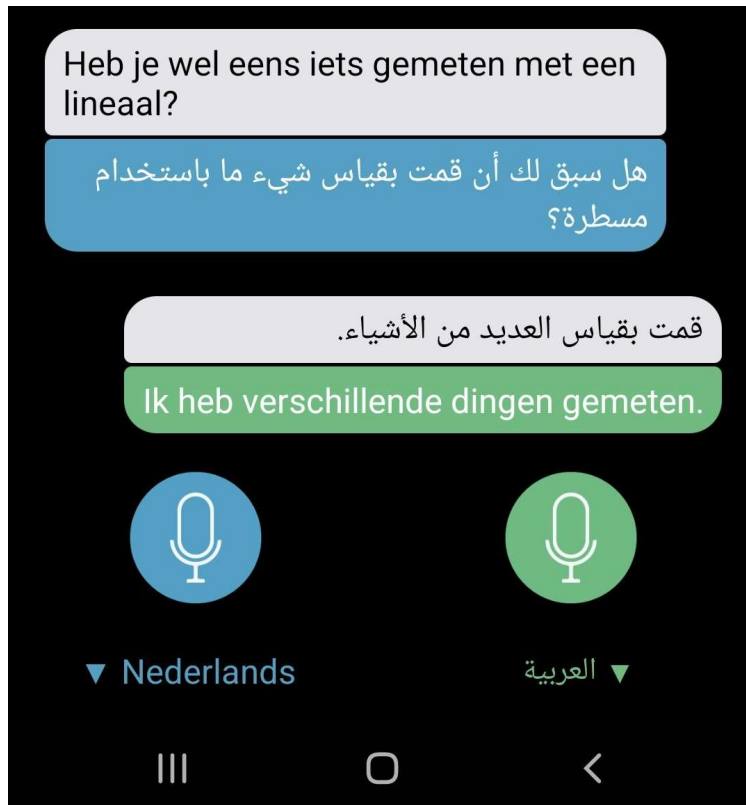 Heb je wel eens iets gemeten met een
lineaal?
هل سبق لك أن قمت بقياس شيء ما باستخدام
مسطرة؟
قمت بقياس العديد من الأشياء.
Ik heb verschillende dingen gemeten.
▼ Nederlands
▼ العربية